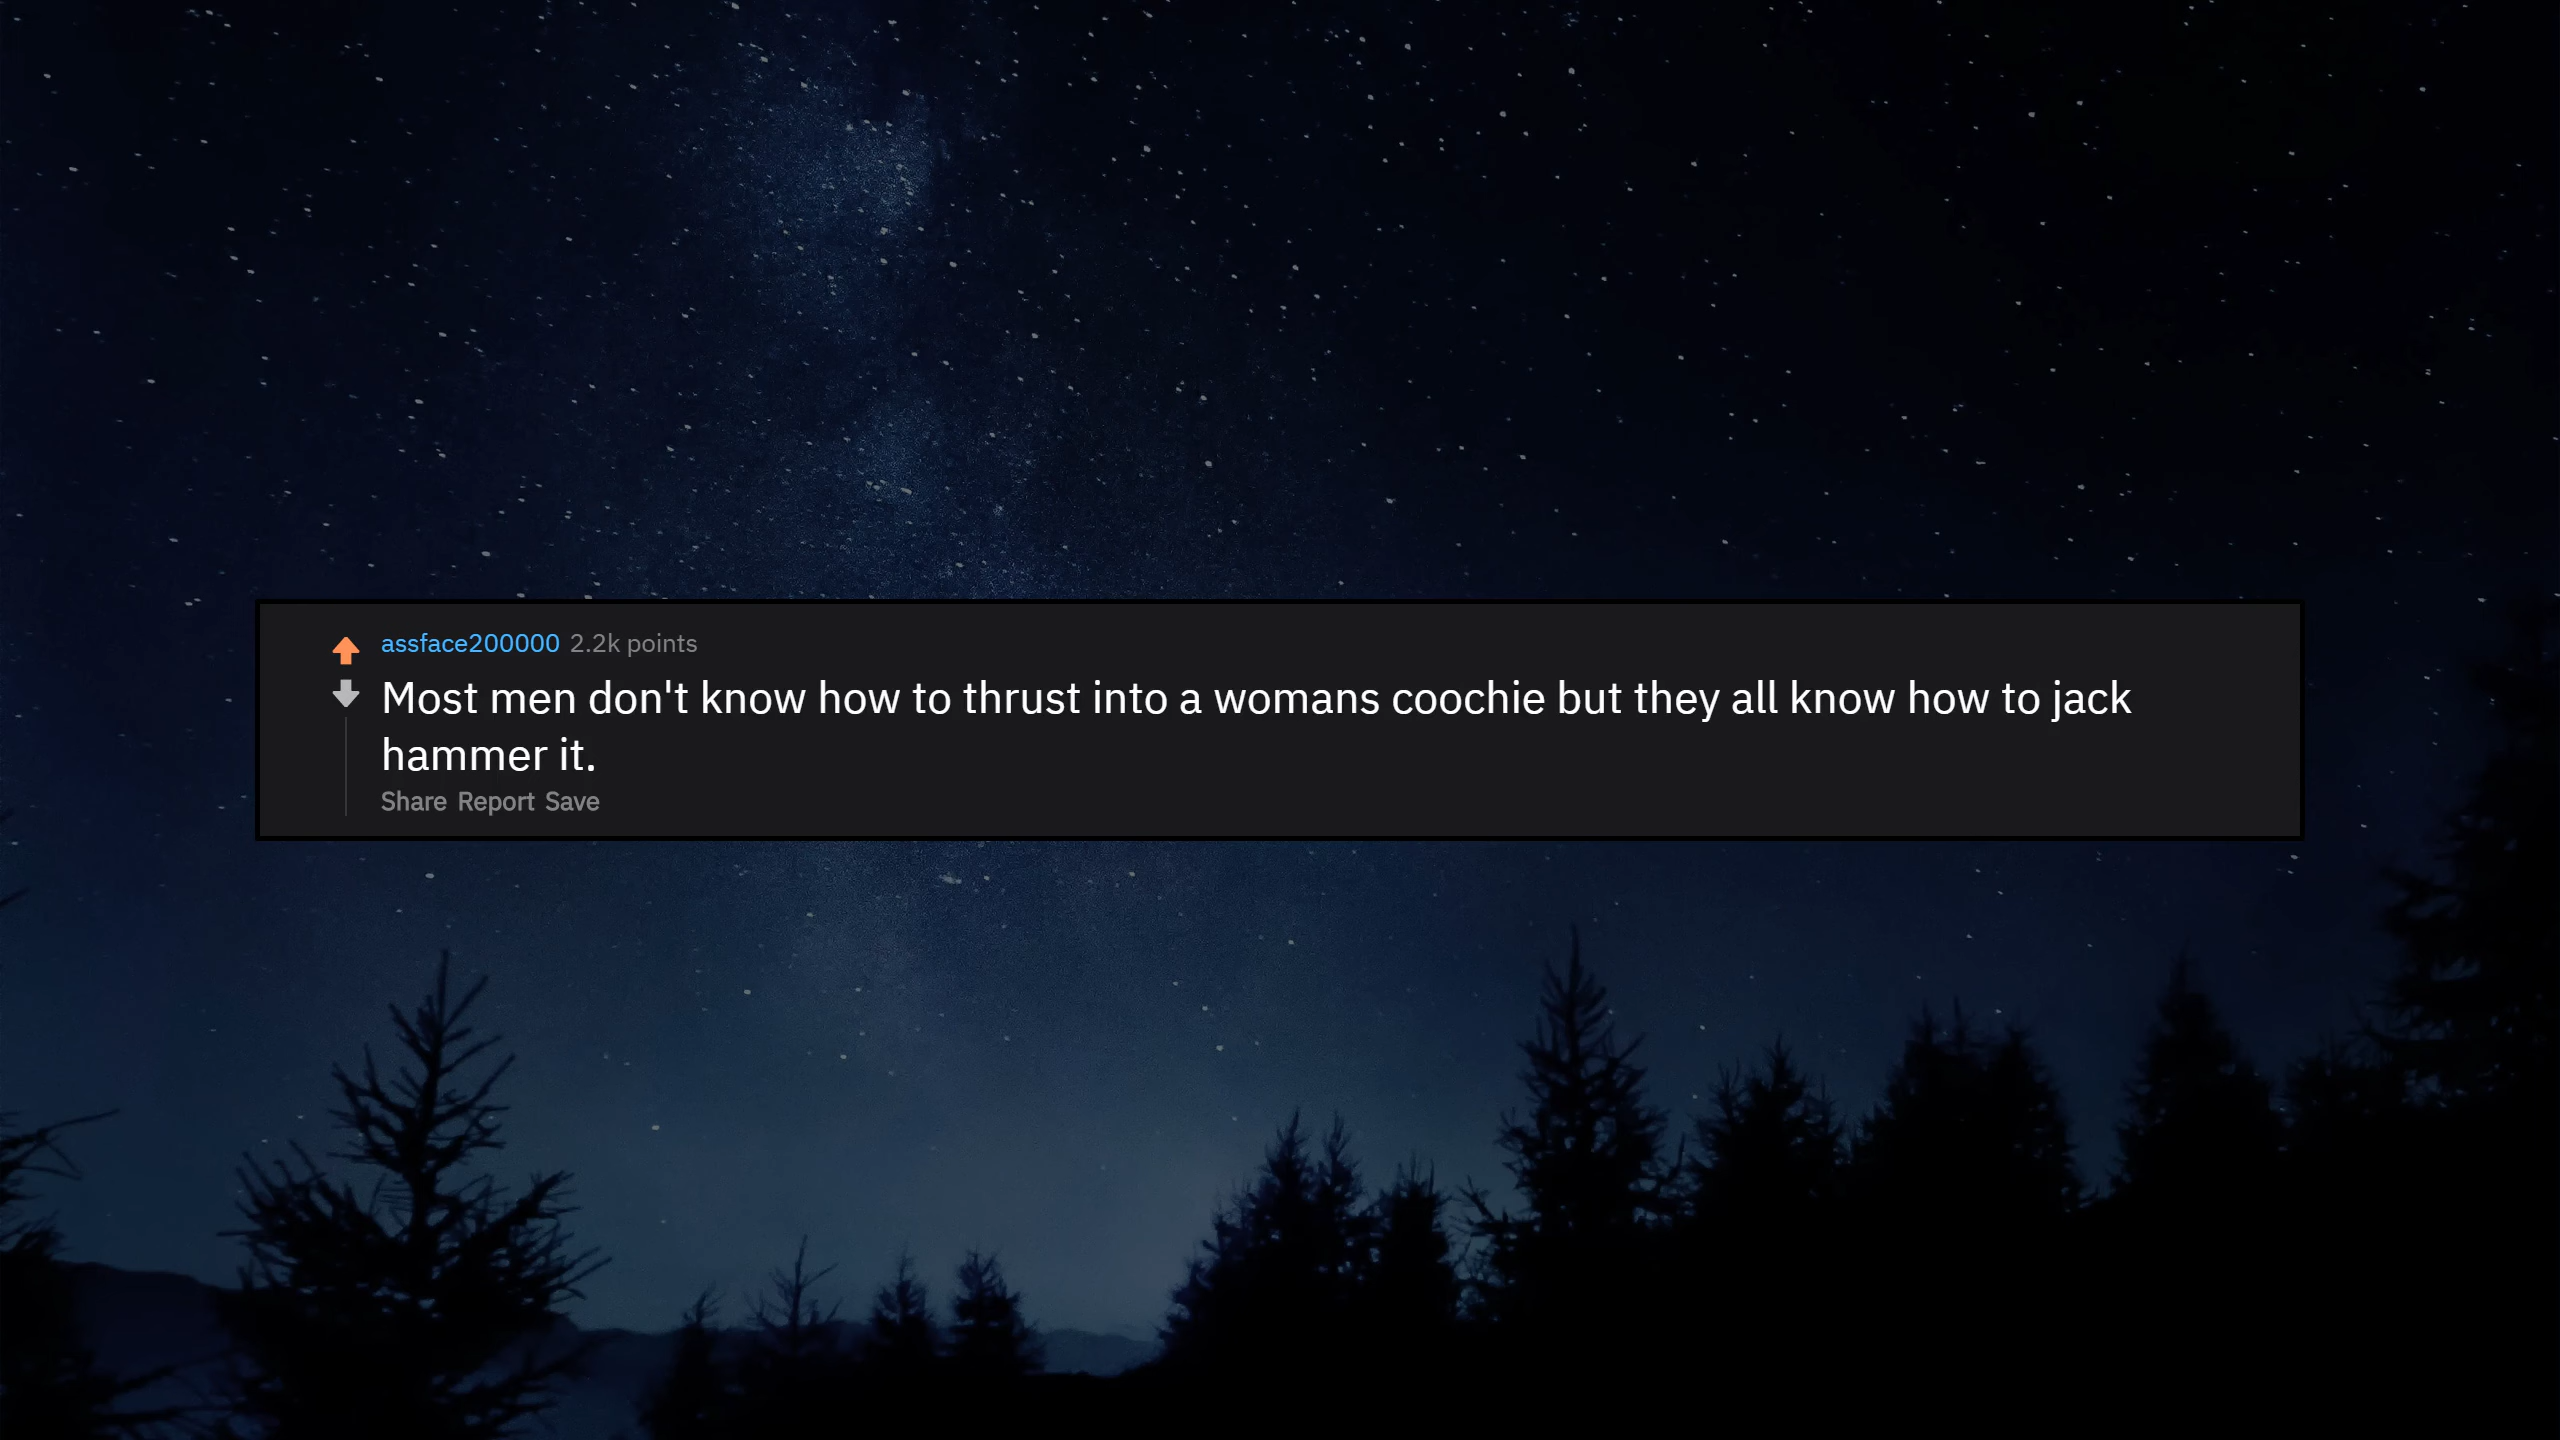 assface200000 2.2k points
Most men don't know how to thrust into a womans coochie but they all know how to jack
hammer it.
Share Report Save